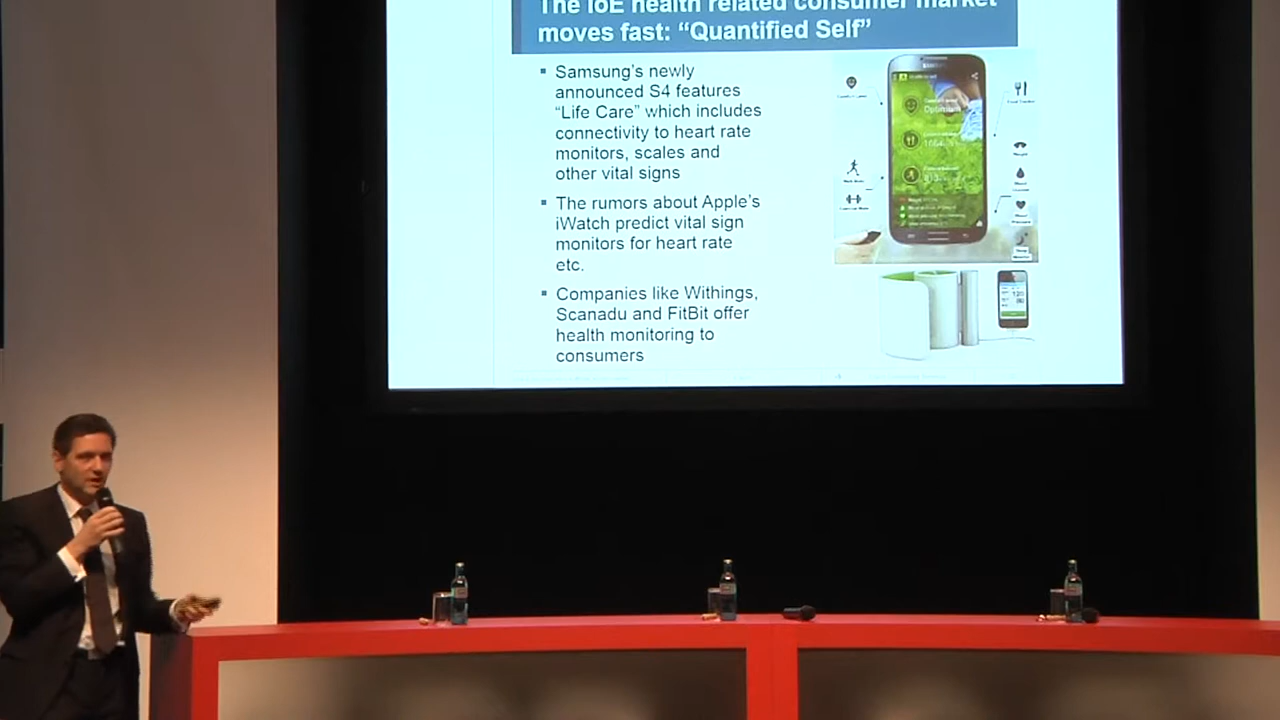 The IoE health related consumer market
moves fast: “Quantified Self”
▪ Samsung’s newly
announced S4 features
“Life Care” which includes
connectivity to heart rate
monitors, scales and
other vital signs
▪ The rumors about Apple’s
iWatch predict vital sign
monitors for heart rate
etc.
▪ Companies like Withings,
Scanadu and FitBit offer
health monitoring to
consumers